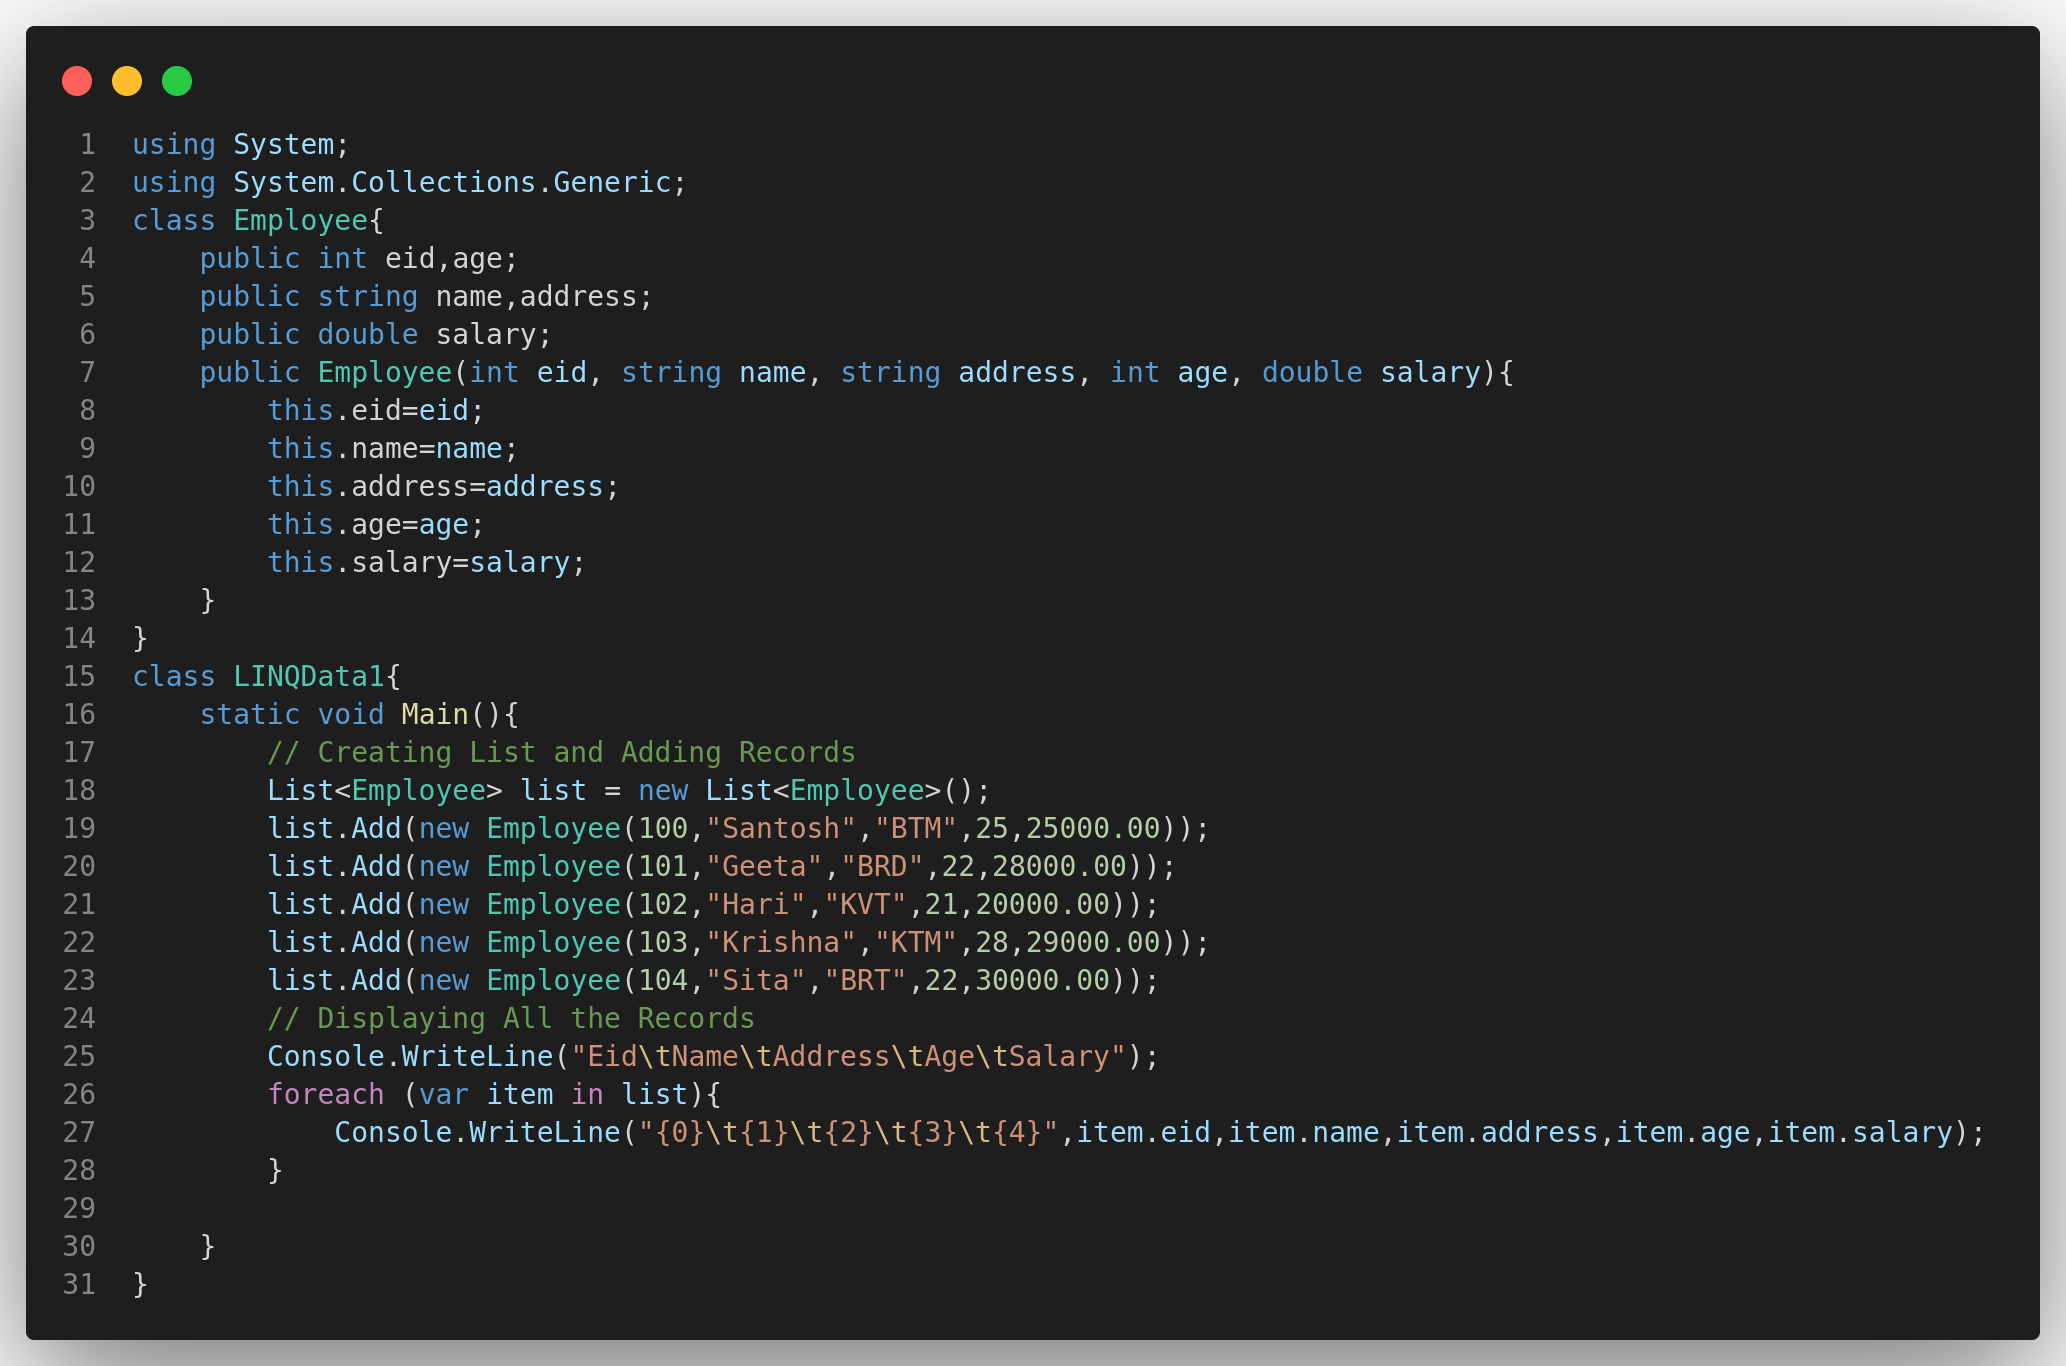 1 using System;
2 using System.Collections.Generic;
3 class Employee{
4     public int eid,age;
5     public string name,address;
6     public double salary;
7     public Employee(int eid, string name, string address, int age, double salary){
8         this.eid=eid;
9         this.name=name;
10         this.address=address;
11         this.age=age;
12         this.salary=salary;
13     }
14 }
15 class LINQData1{
16     static void Main(){
17         // Creating List and Adding Records
18         List<Employee> list = new List<Employee>();
19         list.Add(new Employee(100,"Santosh","BTM",25,25000.00));
20         list.Add(new Employee(101,"Geeta","BRD",22,28000.00));
21         list.Add(new Employee(102,"Hari","KVT",21,20000.00));
22         list.Add(new Employee(103,"Krishna","KTM",28,29000.00));
23         list.Add(new Employee(104,"Sita","BRT",22,30000.00));
24         // Displaying All the Records
25         Console.WriteLine("Eid\tName\tAddress\tAge\tSalary");
26         foreach (var item in list){
27             Console.WriteLine("{0}\t{1}\t{2}\t{3}\t{4}",item.eid,item.name,item.address,item.age,item.salary);
28         }
29
30     }
31 }